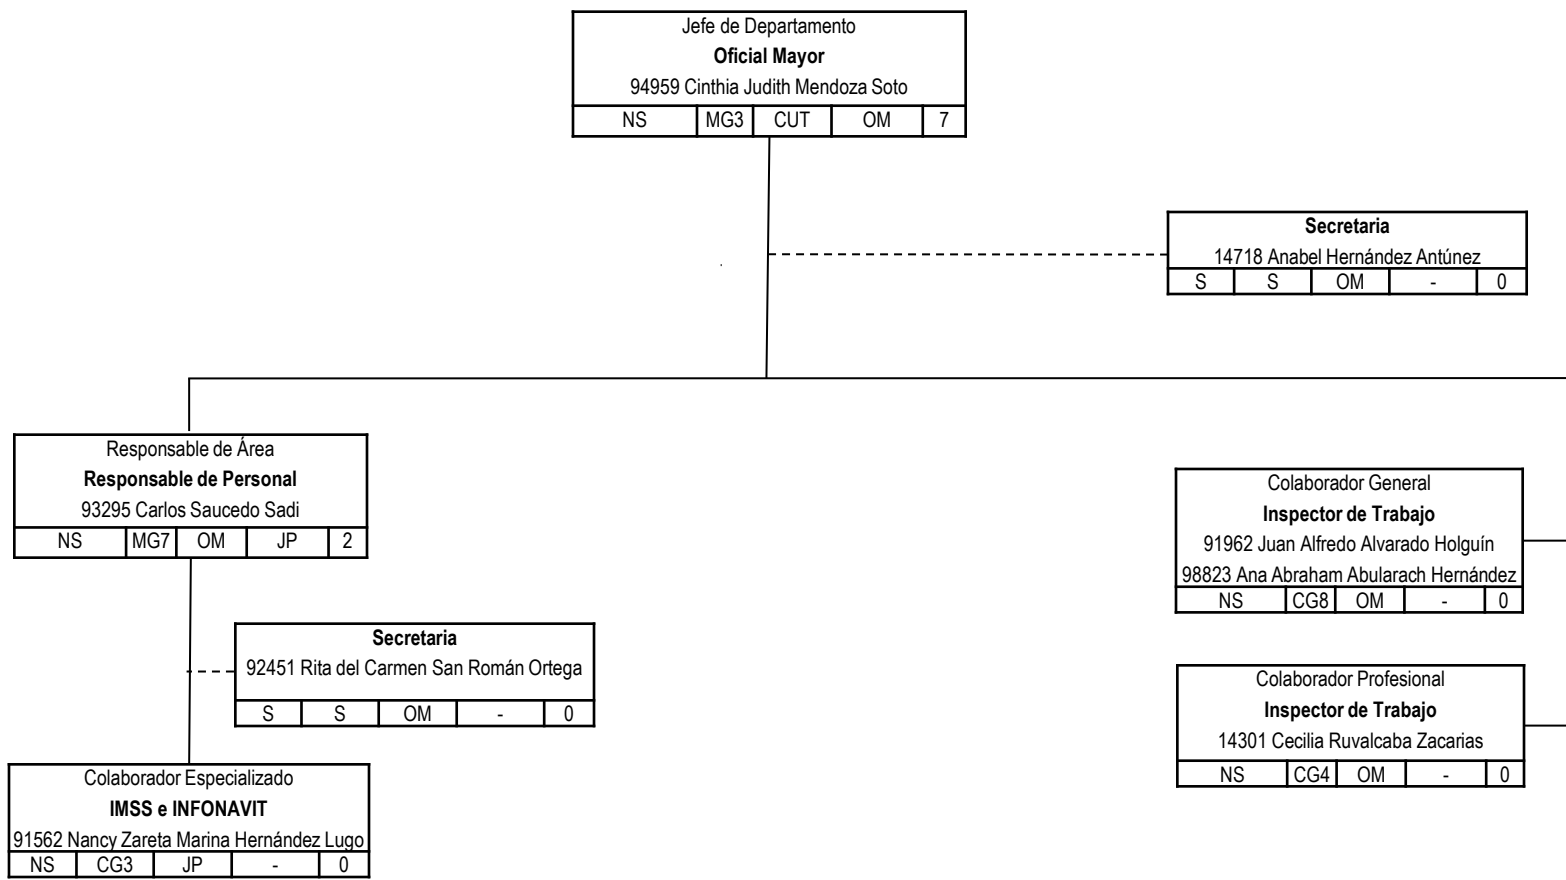 Jefe de Departamento
Oficial Mayor
94959 Cinthia Judith Mendoza Soto
NS MG3 CUT OM 7
Secretaria
14718 Anabel Hernández Antúnez
S S OM - 0
Responsable de Área
Responsable de Personal
93295 Carlos Saucedo Sadi
NS MG7 OM JP 2
Colaborador General
Inspector de Trabajo
91962 Juan Alfredo Alvarado Holguín
98823 Ana Abraham Abularach Hernández
NS CG8 OM - 0
Secretaria
92451 Rita del Carmen San Román Ortega
S S OM - 0
Colaborador Profesional
Inspector de Trabajo
14301 Cecilia Ruvalcaba Zacarias
NS CG4 OM - 0
Colaborador Especializado
IMSS e INFONAVIT
91562 Nancy Zareta Marina Hernández Lugo
NS CG3 JP - 0